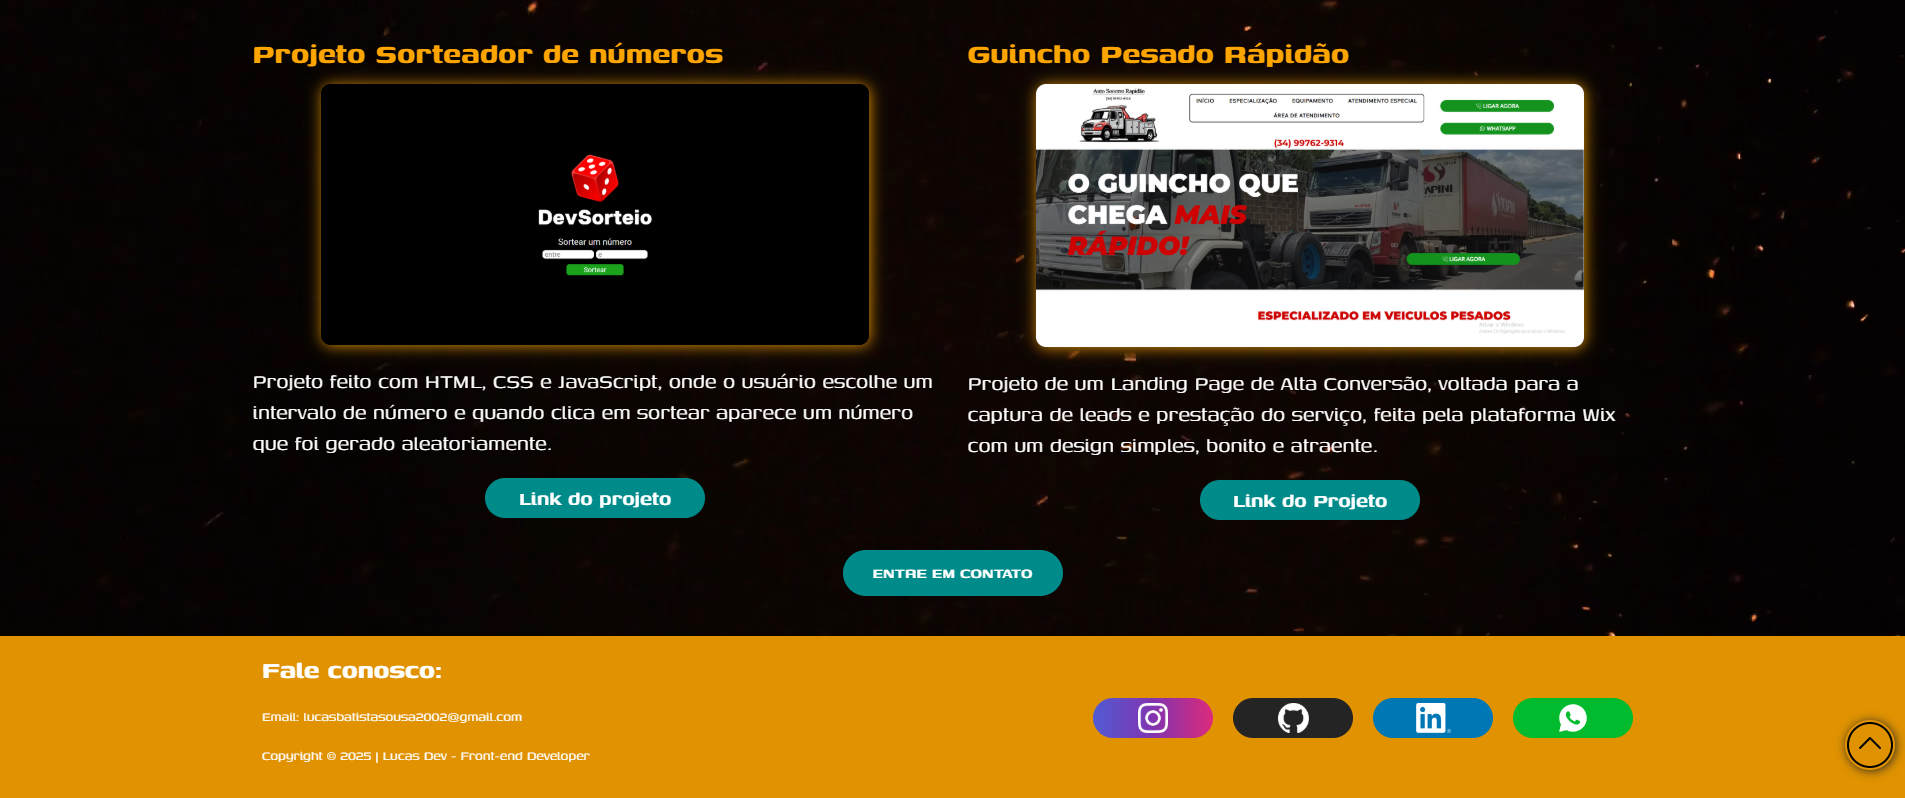 Projeto Sorteador de números
DevSorteio
Sortear um número
entre
e
Sortear
Projeto feito com HTML, CSS e JavaScript, onde o usuário escolhe um
intervalo de número e quando clica em sortear aparece um número
que foi gerado aleatoriamente.
Link do projeto
Guincho Pesado Rápidão
Auto Socorro Rapidão
INÍCIO ESPECIALIZAÇÃO EQUIPAMENTO ATENDIMENTO ESPECIAL
ÁREA DE ATENDIMENTO
(34) 99762-9314
LIGAR AGORA
WHATSAPP
O GUINCHO QUE
CHEGA MAIS
RÁPIDO!
LIGAR AGORA
ESPECIALIZADO EM VEICULOS PESADOS
Ativar o Windows
Projeto de um Landing Page de Alta Conversão, voltada para a
captura de leads e prestação do serviço, feita pela plataforma Wix
com um design simples, bonito e atraente.
Link do Projeto
ENTRE EM CONTATO
Fale conosco:
Email: lucasbatistasousa2002@gmail.com
Copyright © 2025 | Lucas Dev - Front-end Developer